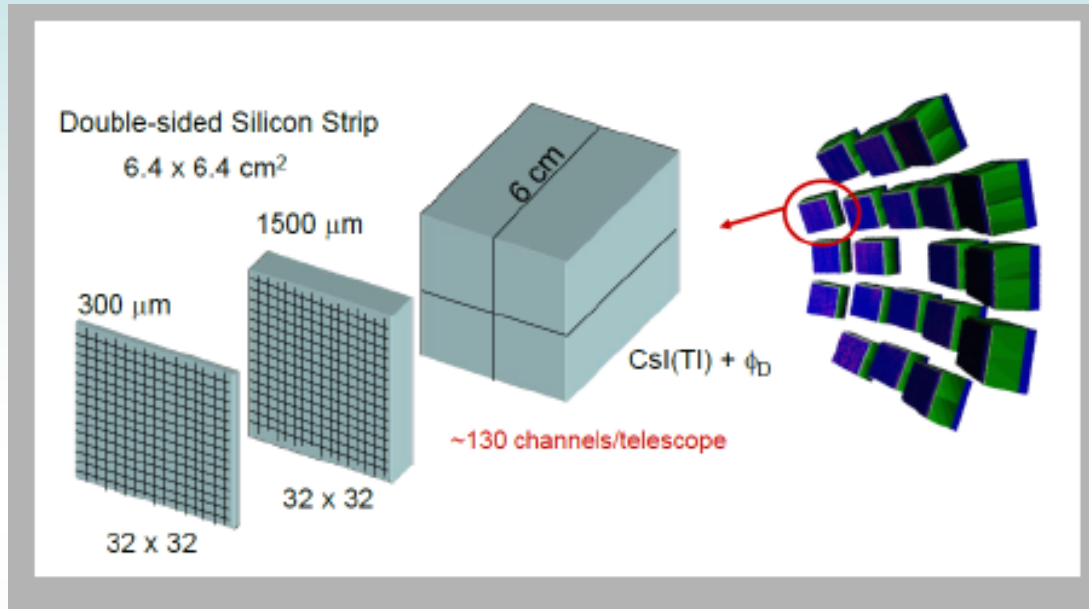 Double-sided Silicon Strip
6.4 x 6.4 cm²
1500 μm
300 μm
6 cm
CsI(Tl) + ϕD
~130 channels/telescope
32 x 32
32 x 32